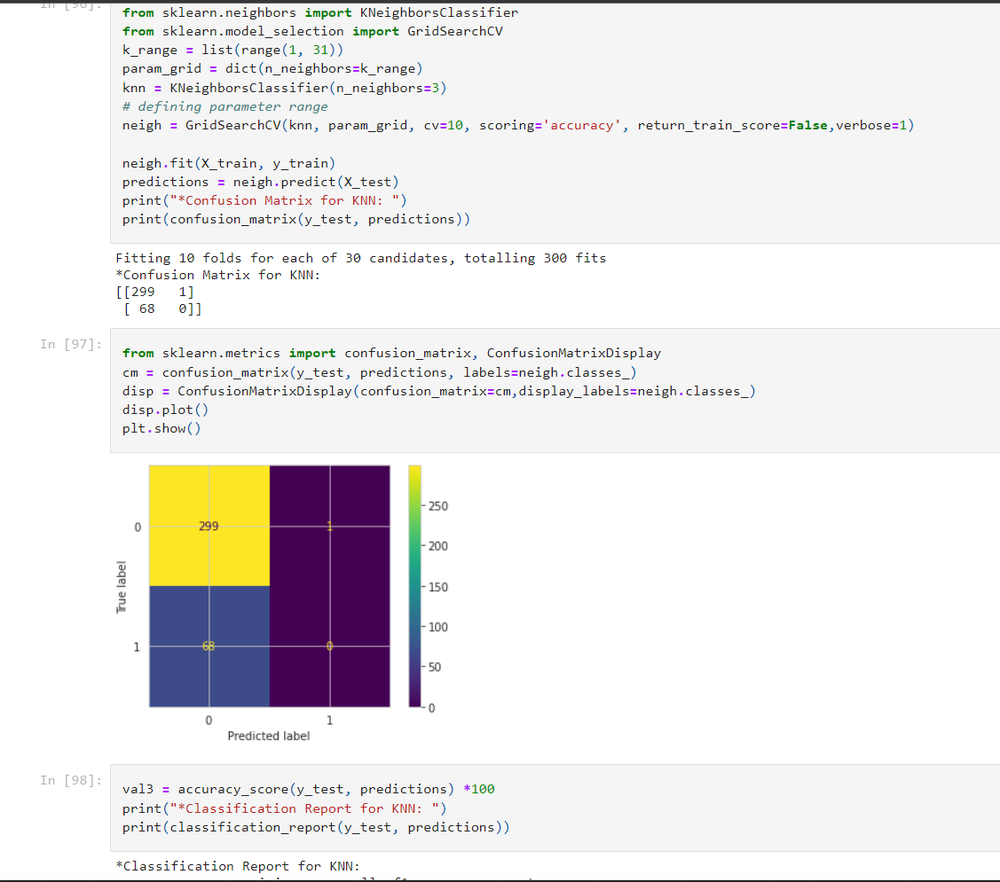 In [96]:
from sklearn.neighbors import KNeighborsClassifier
from sklearn.model_selection import GridSearchCV
k_range = list(range(1, 31))
param_grid = dict(n_neighbors=k_range)
knn = KNeighborsClassifier(n_neighbors=3)
# defining parameter range
neigh = GridSearchCV(knn, param_grid, cv=10, scoring='accuracy', return_train_score=False,verbose=1)
neigh.fit(X_train, y_train)
predictions = neigh.predict(X_test)
print("*Confusion Matrix for KNN: ")
print(confusion_matrix(y_test, predictions))
Fitting 10 folds for each of 30 candidates, totalling 300 fits
*Confusion Matrix for KNN:
[[299   1]
 [ 68   0]]
In [97]:
from sklearn.metrics import confusion_matrix, ConfusionMatrixDisplay
cm = confusion_matrix(y_test, predictions, labels=neigh.classes_)
disp = ConfusionMatrixDisplay(confusion_matrix=cm,display_labels=neigh.classes_)
disp.plot()
plt.show()
0
299
1
1
68
0
True label
0
1
Predicted label
250
200
150
100
50
0
In [98]:
val3 = accuracy_score(y_test, predictions) *100
print("*Classification Report for KNN: ")
print(classification_report(y_test, predictions))
*Classification Report for KNN: